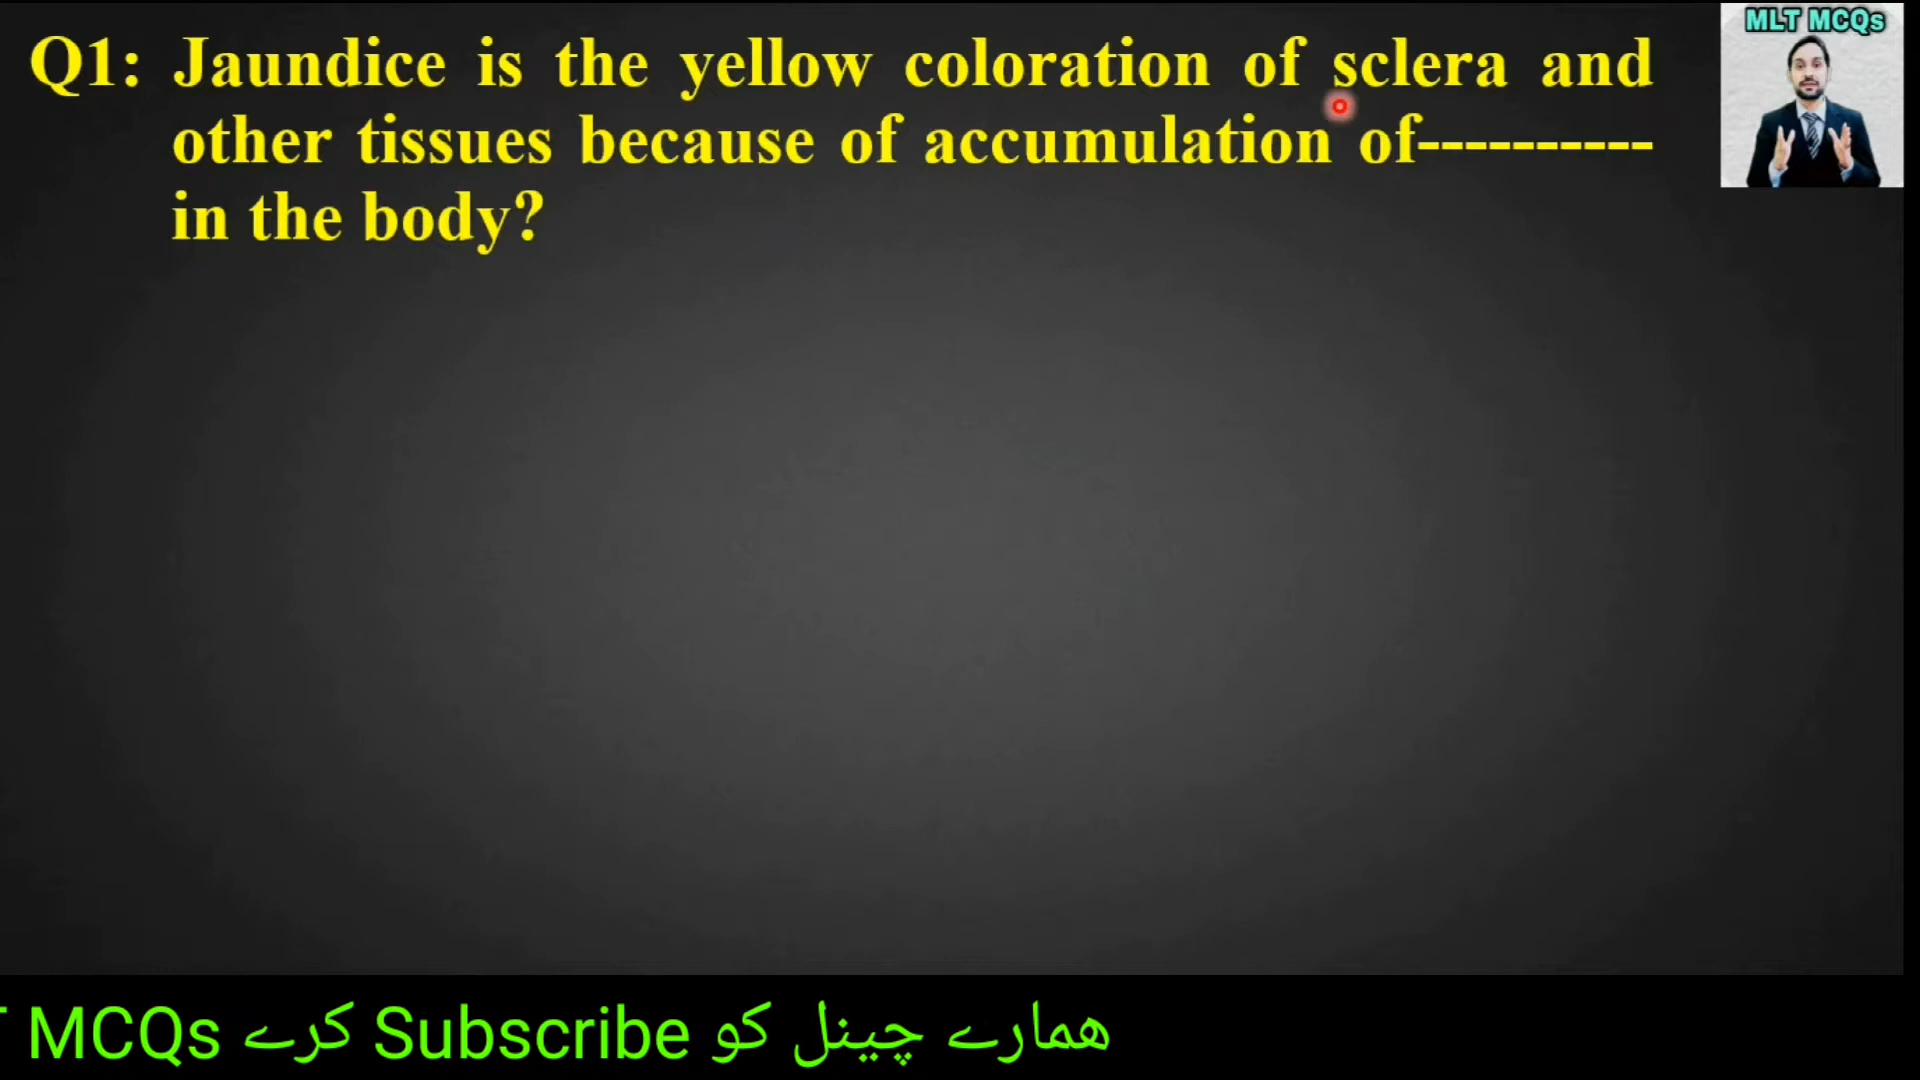 MLT MCQs
Q1: Jaundice is the yellow coloration of sclera and
other tissues because of accumulation of----------
in the body?
ھمارے چینل کو Subscribe کرے MCQs